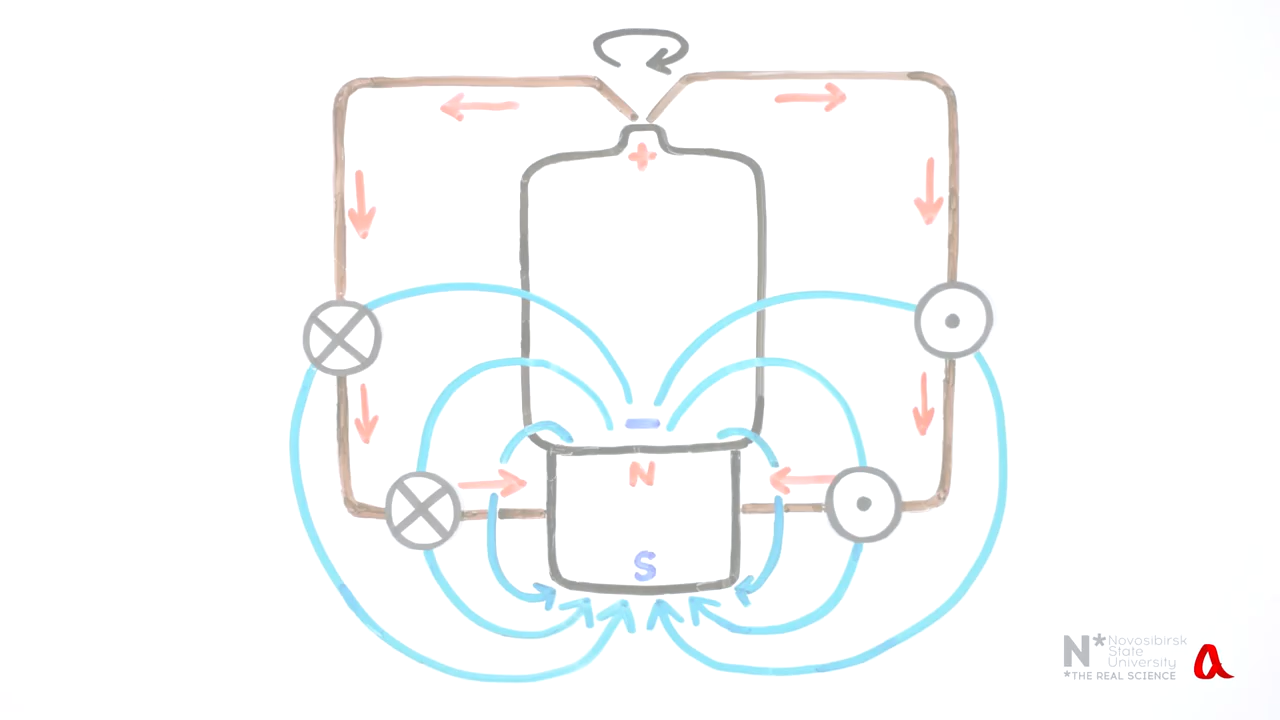 +
-
N
S
N*
Novosibirsk
State
University
*THE REAL SCIENCE
a